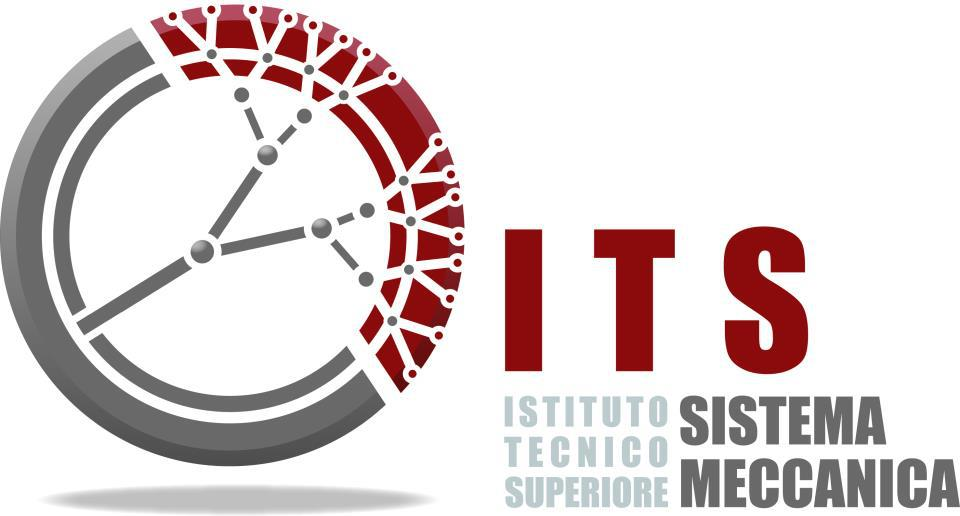 ITS
ISTITUTO
TECNICO
SUPERIORE
SISTEMA
MECCANICA